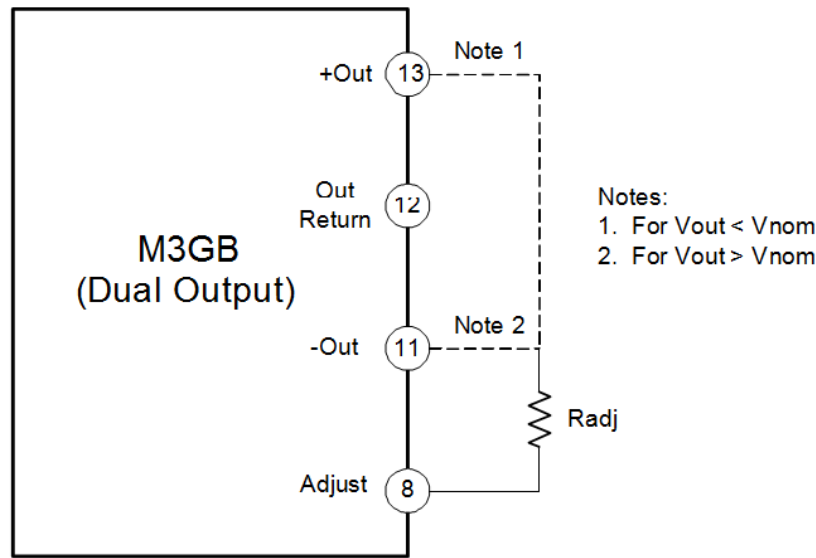 +Out
13
Note 1
Out
Return
12
Notes:
1. For Vout < Vnom
2. For Vout > Vnom
M3GB
(Dual Output)
-Out
11
Note 2
Radj
Adjust
8